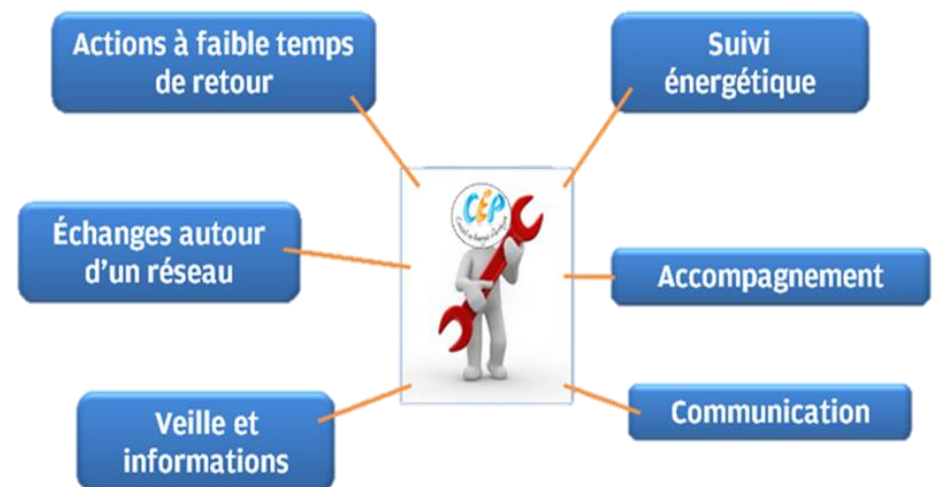 Actions à faible temps
de retour
Suivi
énergétique
Échanges autour
d'un réseau
CEP
Accompagnement
Veille et
informations
Communication